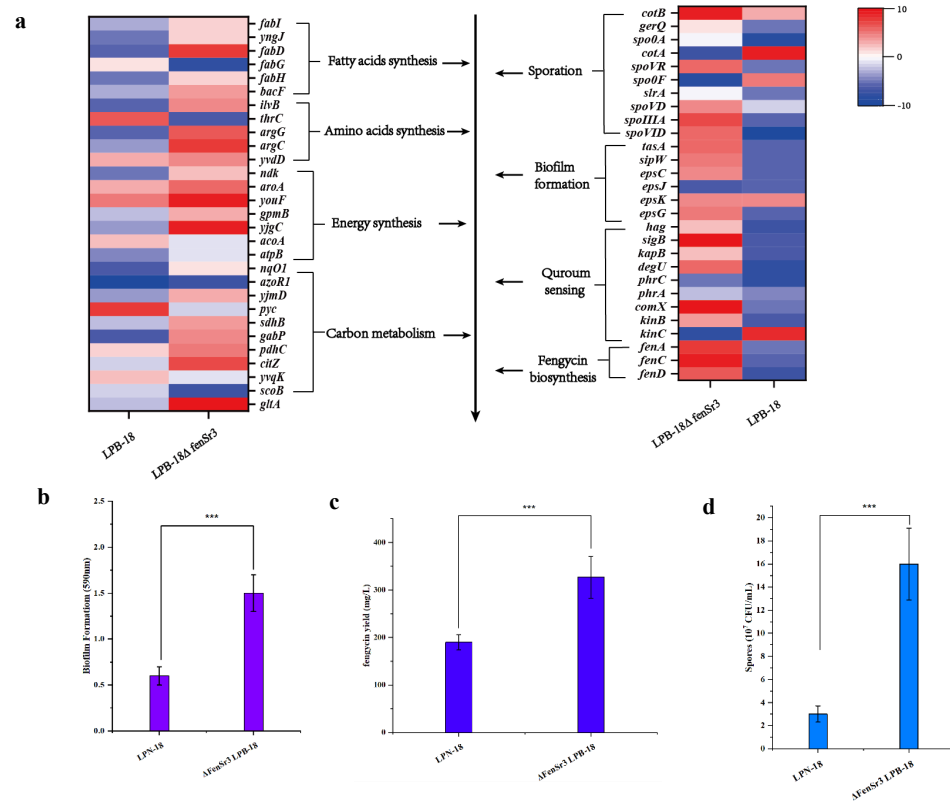 a
fabI
yngJ
fabD
fabG
fabH
bacF
ilvB
thrC
argG
argC
yvdD
ndk
aroA
youF
gpmB
yjgC
acoA
atpB
nqO1
azoR1
yjmD
pyc
sdhB
gabP
pdhC
citZ
yvqK
scoB
gltA
LPB-18
LPB-18Δ fenSr3
Fatty acids synthesis
Amino acids synthesis
Energy synthesis
Carbon metabolism
Sporation
Biofilm
formation
Quroum
sensing
Fengycin
biosynthesis
cotB
gerQ
spo0A
cotA
spoVR
spo0F
slrA
spoVD
spoIIIA
spoVID
tasA
sipW
epsC
epsJ
epsK
epsG
hag
sigB
kapB
degU
phrC
phrA
comX
kinB
kinC
fenA
fenC
fenD
LPB-18Δ fenSr3
LPB-18
10
0
-10
b
2.5
2.0
1.5
1.0
0.5
0.0
Biofilm Formatiom (590nm)
***
LPN-18
ΔFenSr3 LPB-18
c
400
300
200
100
0
fengycin yield (mg/L)
***
LPN-18
ΔFenSr3 LPB-18
d
20
18
16
14
12
10
8
6
4
2
0
Spores (10⁷ CFU/mL)
***
LPN-18
ΔFenSr3 LPB-18